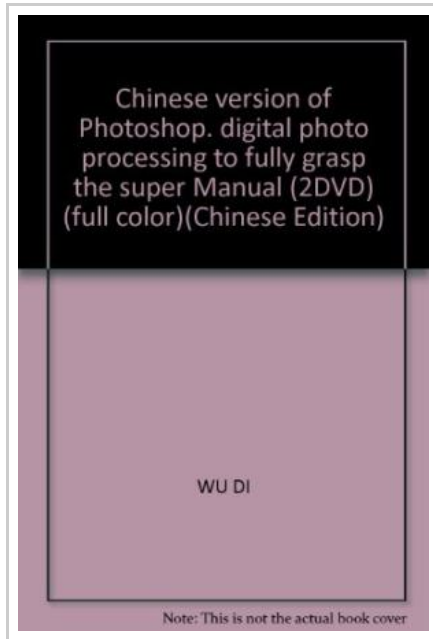 Chinese version of
Photoshop. digital photo
processing to fully grasp
the super Manual (2DVD)
(full color)(Chinese Edition)
WU DI
Note: This is not the actual book cover